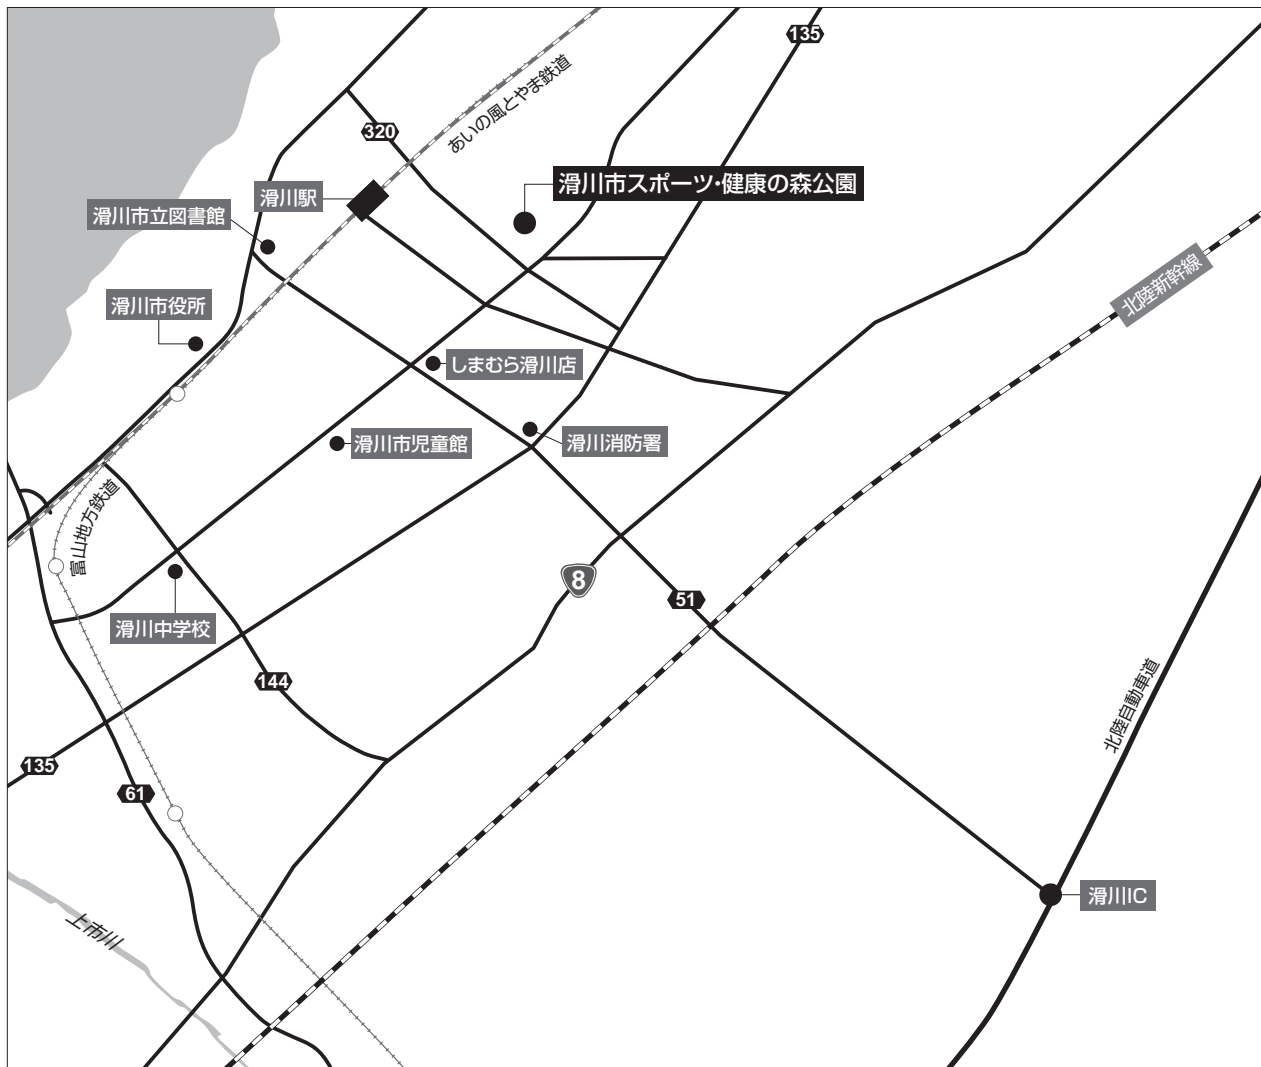 135
あいの風とやま鉄道
320
滑川市スポーツ・健康の森公園
滑川駅
滑川市立図書館
北陸新幹線
滑川市役所
しまむら滑川店
滑川市児童館
滑川消防署
富山地方鉄道
8
51
滑川中学校
144
北陸自動車道
135
61
滑川IC
上市川